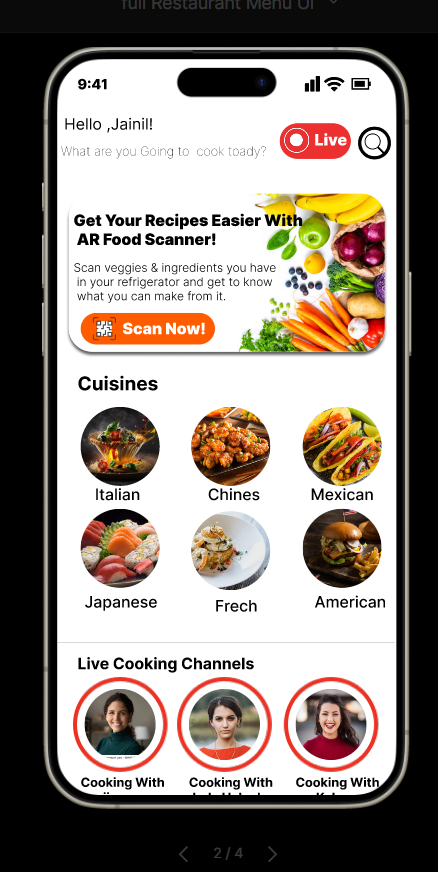 full Restaurant Menu UI
9:41
Hello ,Jainil!
What are you Going to cook toady?
Live
Get Your Recipes Easier With
AR Food Scanner!
Scan veggies & ingredients you have
in your refrigerator and get to know
what you can make from it.
Scan Now!
Cuisines
Italian
Chines
Mexican
Japanese
Frech
American
Live Cooking Channels
Cooking With
Cooking With
Cooking With
2 / 4